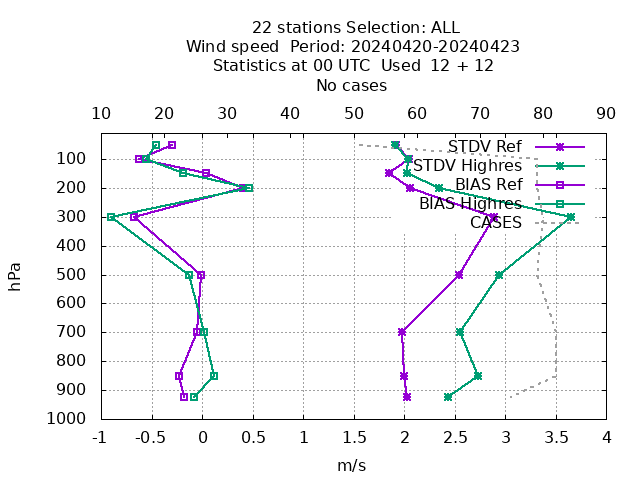 22 stations Selection: ALL
Wind speed  Period: 20240420-20240423
Statistics at 00 UTC  Used  12 + 12
No cases
10 20 30 40 50 60 70 80 90
STDV Ref
STDV Highres
BIAS Ref
BIAS Highres
CASES
hPa
100
200
300
400
500
600
700
800
900
1000
-1 -0.5 0 0.5 1 1.5 2 2.5 3 3.5 4
m/s